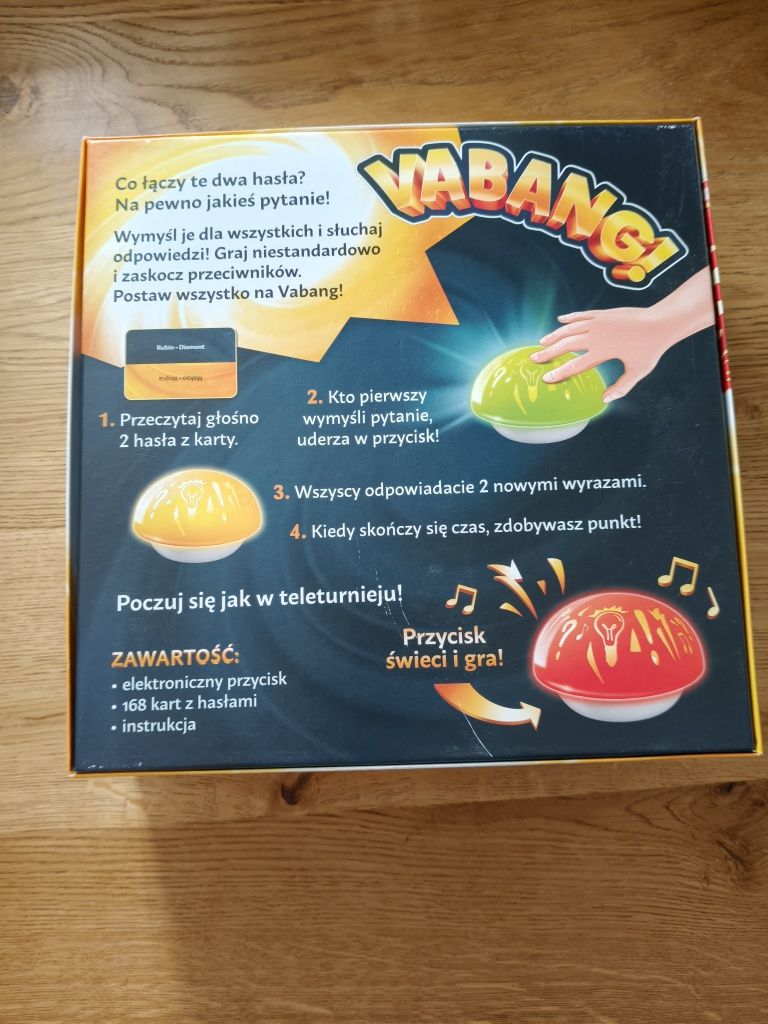 VABANG!
Co łączy te dwa hasła?
Na pewno jakieś pytanie!
Wymyśl je dla wszystkich i słuchaj
odpowiedzi! Graj niestandardowo
i zaskocz przeciwników.
Postaw wszystko na Vabang!
Rubin - Diament
Mleko - Wojna
1. Przeczytaj głośno
2 hasła z karty.
2. Kto pierwszy
wymyśli pytanie,
uderza w przycisk!
3. Wszyscy odpowiadacie 2 nowymi wyrazami.
4. Kiedy skończy się czas, zdobywasz punkt!
Poczuj się jak w teleturnieju!
Przycisk
świeci i gra!
ZAWARTOŚĆ:
• elektroniczny przycisk
• 168 kart z hasłami
• instrukcja